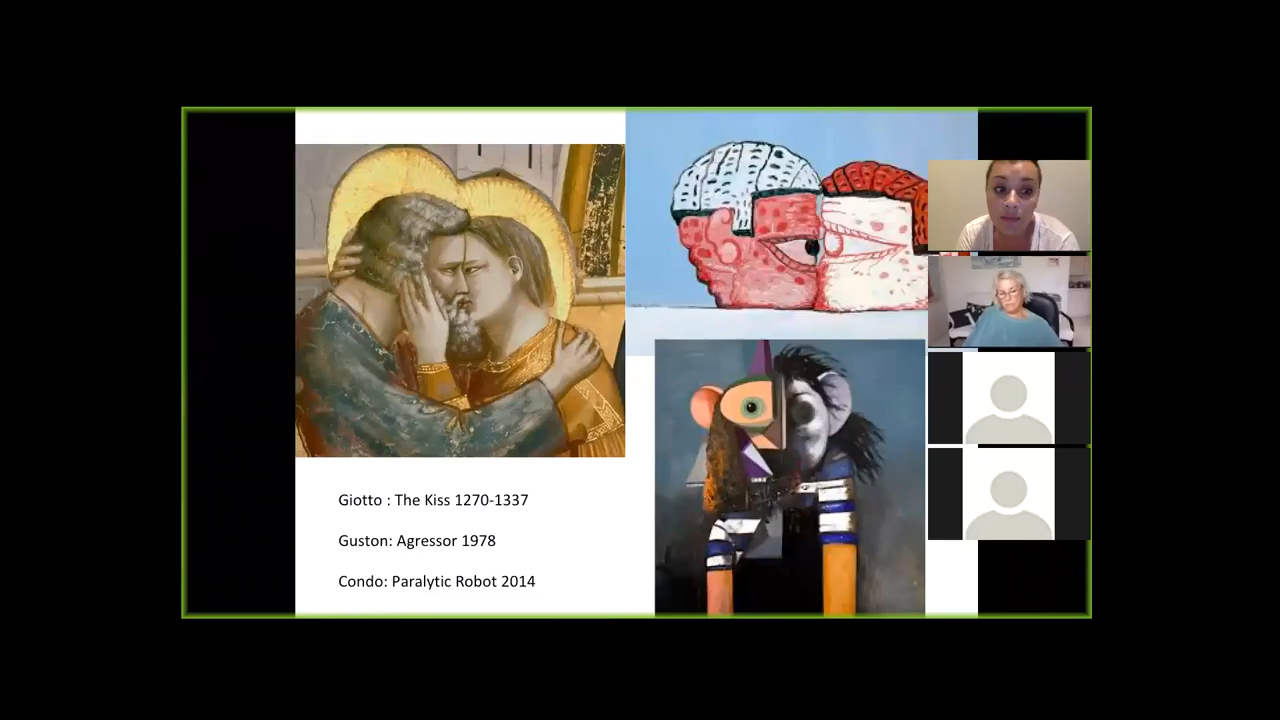 Giotto : The Kiss 1270-1337
Guston: Agressor 1978
Condo: Paralytic Robot 2014